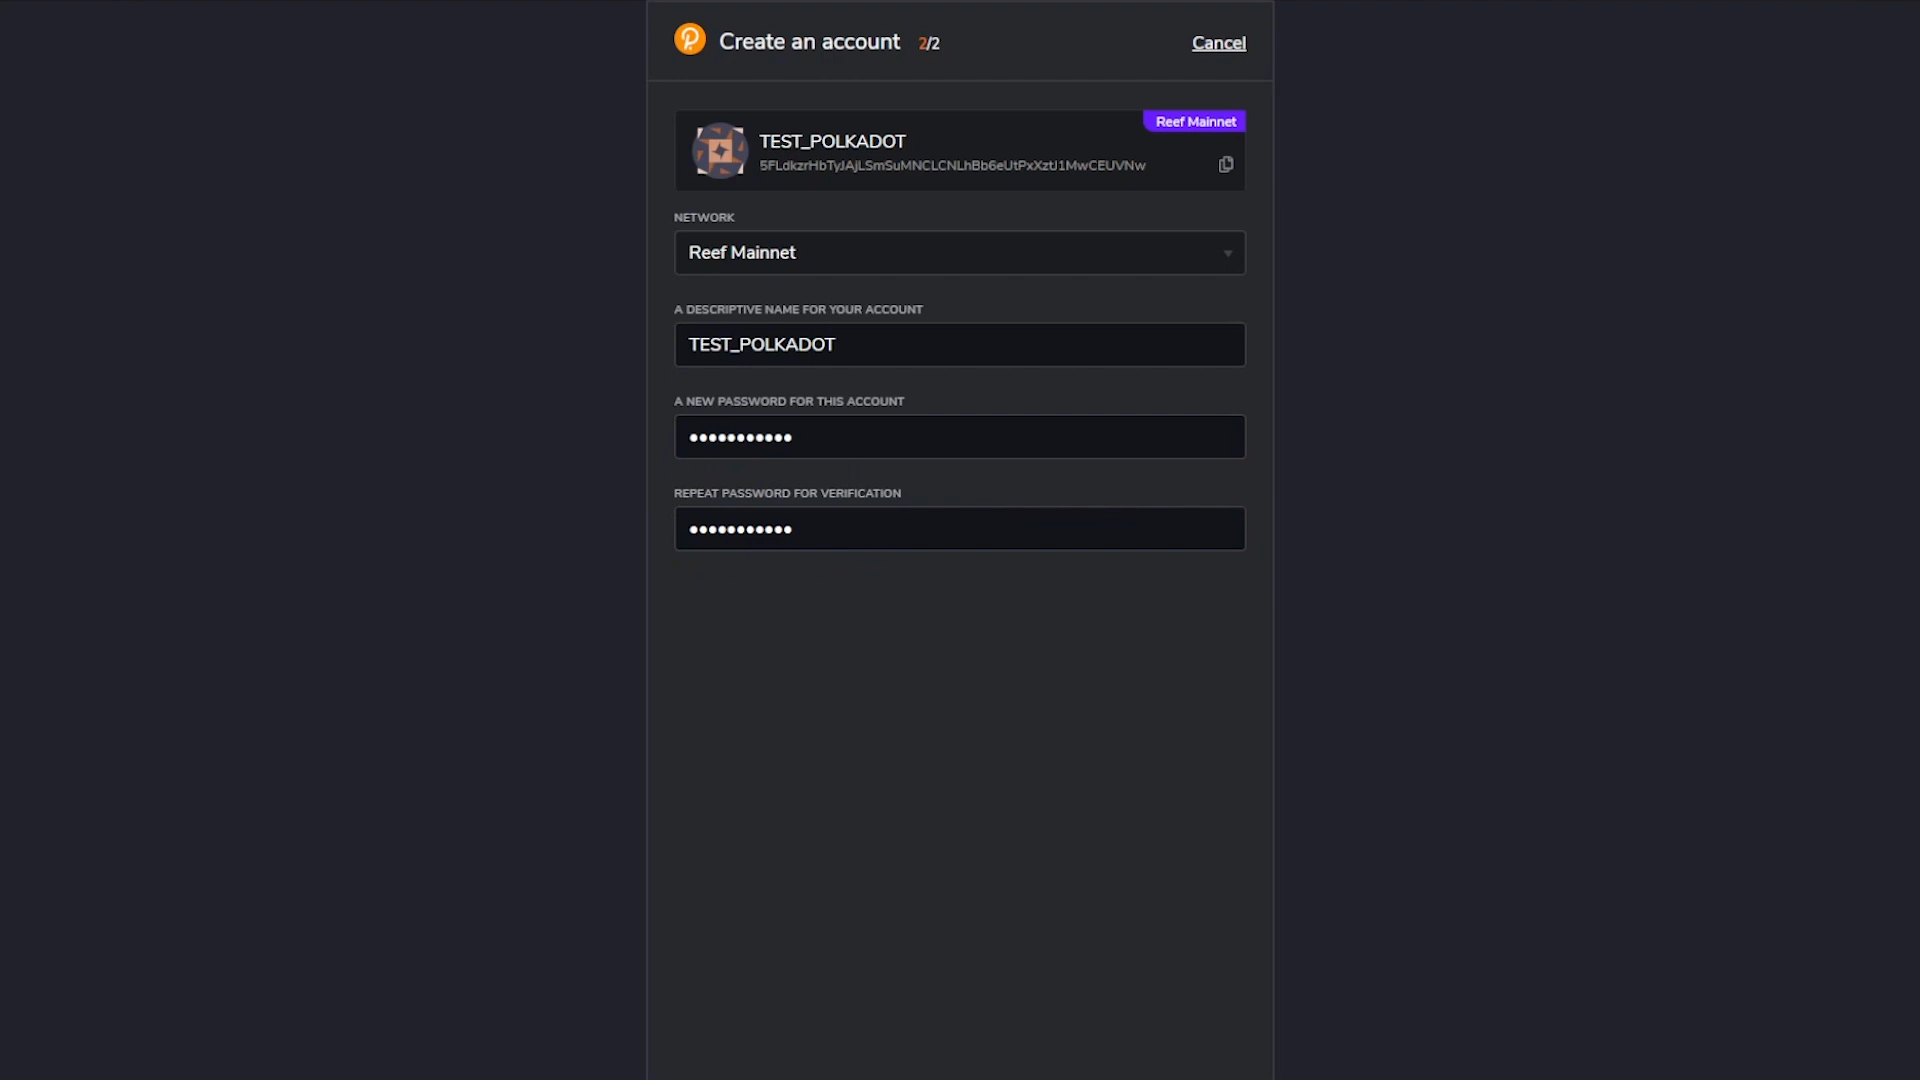 Create an account 2/2
Cancel
Reef Mainnet
TEST_POLKADOT
5FLdkzrHbTyJAjLSmSuMNCLCNLhBb6eUtPxXztJ1MwCEUVNw
NETWORK
Reef Mainnet
A DESCRIPTIVE NAME FOR YOUR ACCOUNT
TEST_POLKADOT
A NEW PASSWORD FOR THIS ACCOUNT
•••••••••••
REPEAT PASSWORD FOR VERIFICATION
•••••••••••